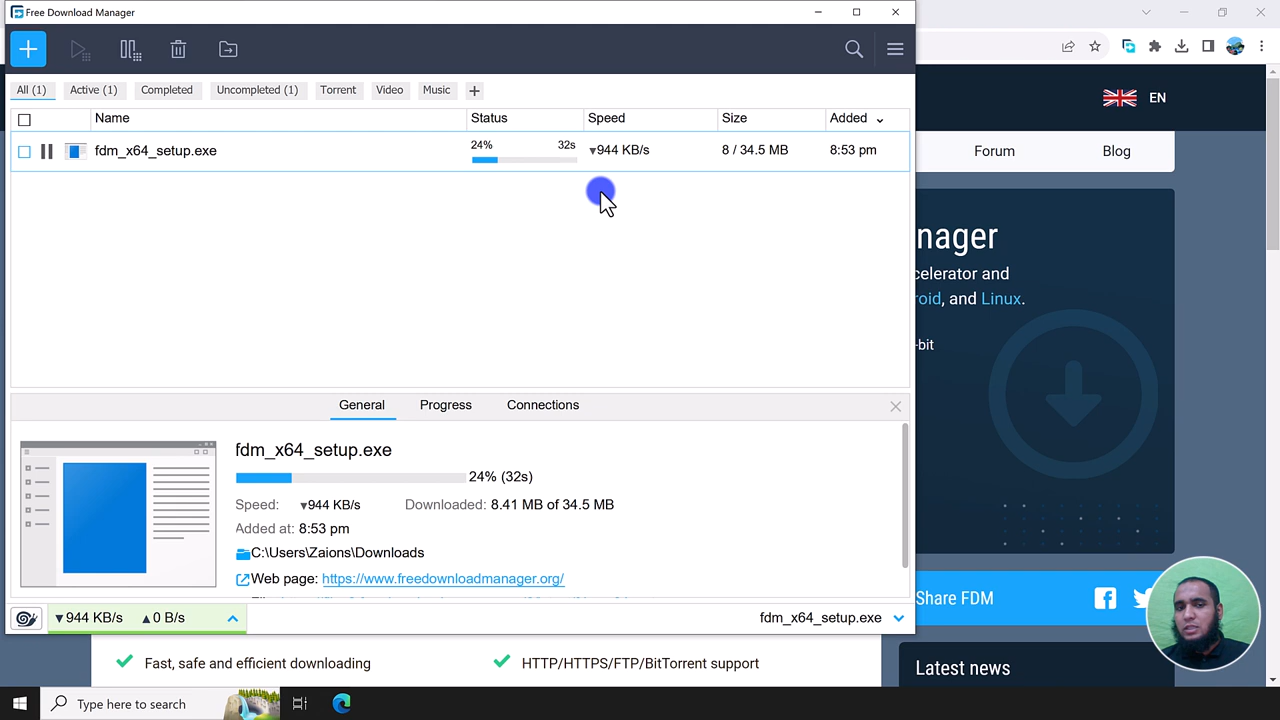 Free Download Manager
All (1)
Active (1)
Completed
Uncompleted (1)
Torrent
Video
Music
Name
Status
Speed
Size
Added
fdm_x64_setup.exe
24%
32s
944 KB/s
8 / 34.5 MB
8:53 pm
General
Progress
Connections
fdm_x64_setup.exe
24% (32s)
Speed: 944 KB/s
Downloaded: 8.41 MB of 34.5 MB
Added at: 8:53 pm
C:\Users\Zaions\Downloads
Web page: https://www.freedownloadmanager.org/
944 KB/s
0 B/s
fdm_x64_setup.exe
EN
Forum
Blog
nager
celerator and
roid, and Linux.
-bit
Share FDM
Latest news
Fast, safe and efficient downloading
HTTP/HTTPS/FTP/BitTorrent support
Type here to search